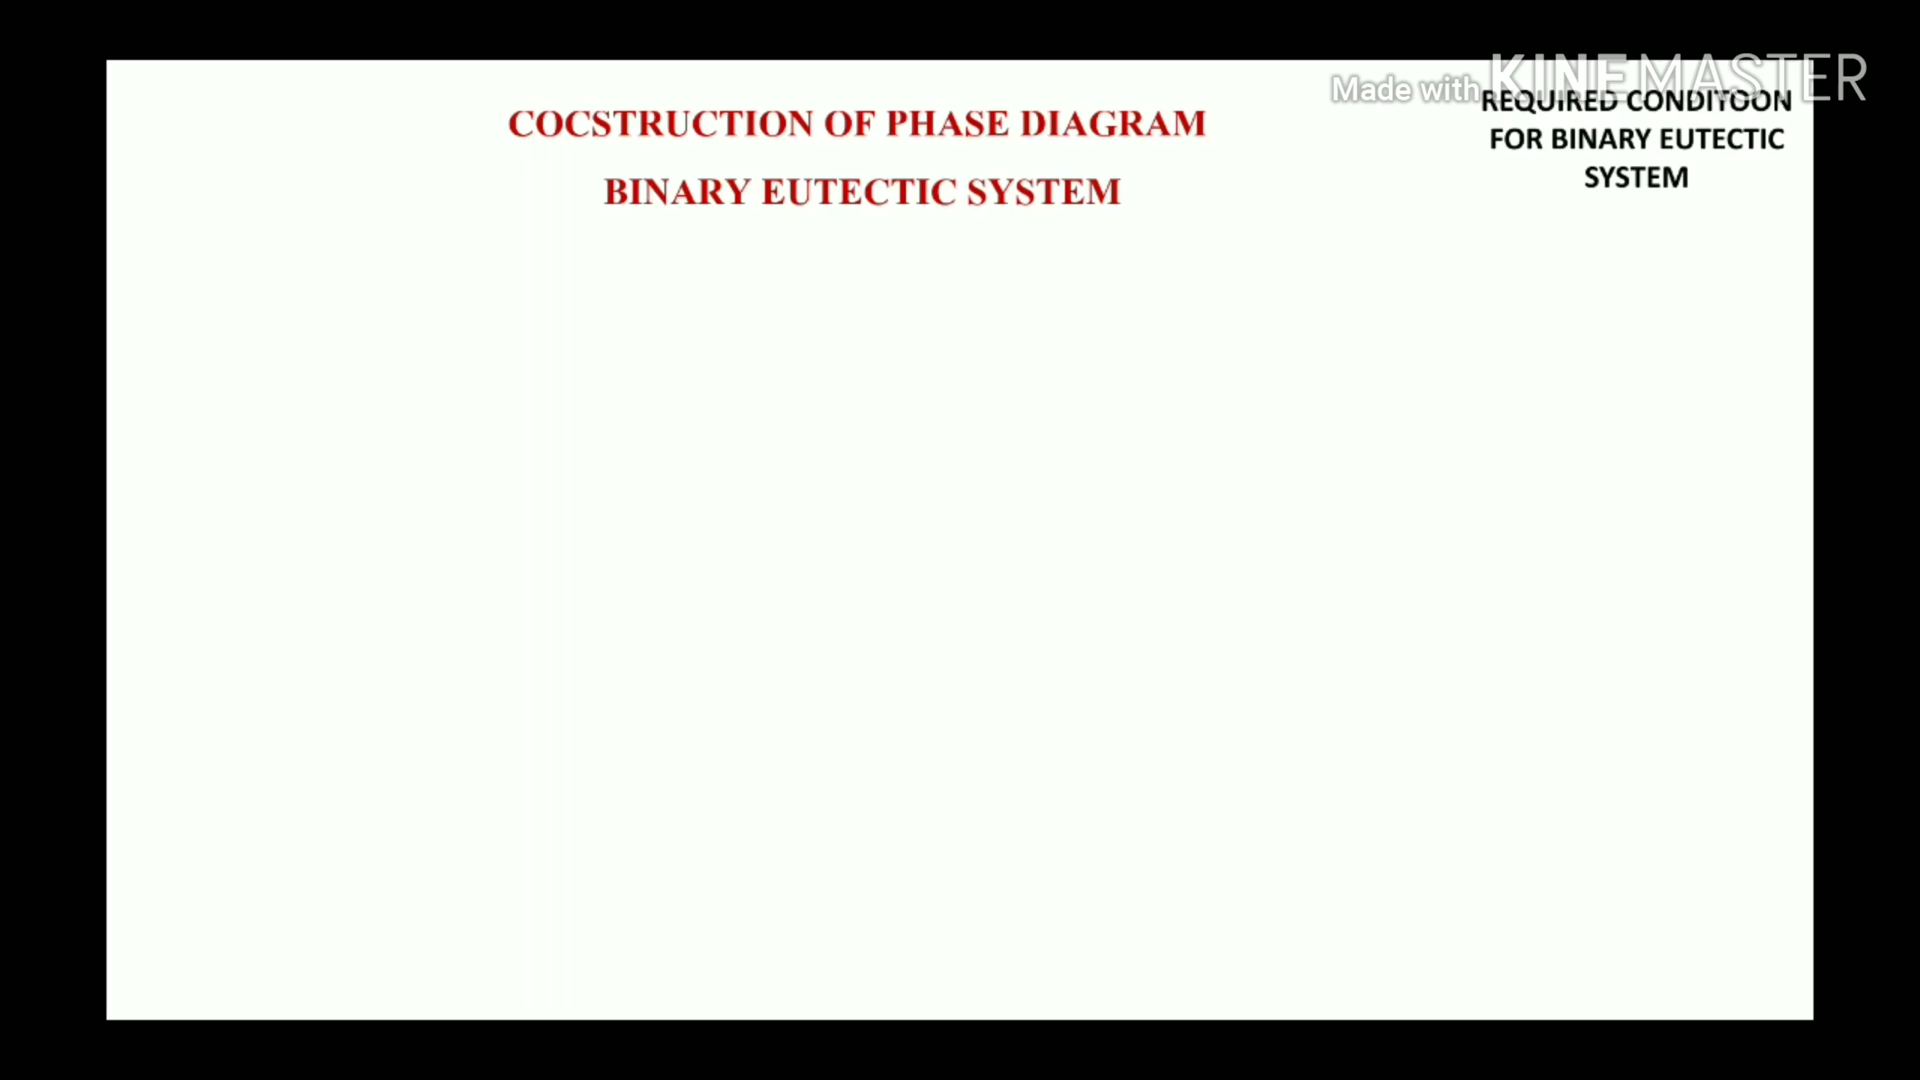 Made with KINEMASTER
COCSTRUCTION OF PHASE DIAGRAM
BINARY EUTECTIC SYSTEM
REQUIRED CONDITOON
FOR BINARY EUTECTIC
SYSTEM